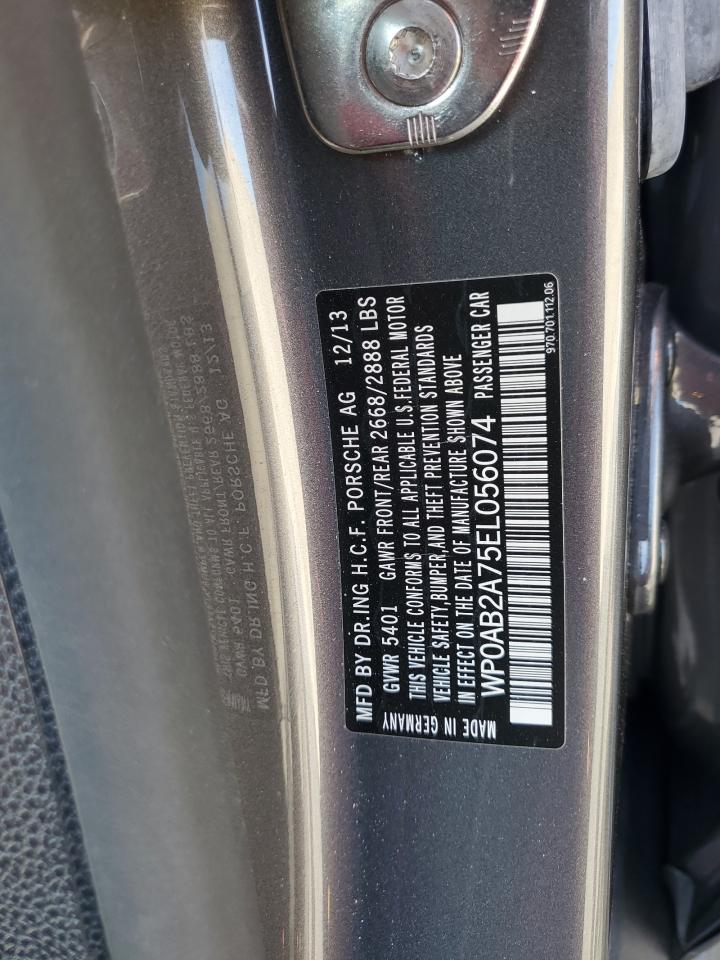 MFD BY DR.ING H.C.F. PORSCHE AG 12/13
GVWR 5401 GAWR FRONT/REAR 2668/2888 LBS
THIS VEHICLE CONFORMS TO ALL APPLICABLE U.S.FEDERAL MOTOR
VEHICLE SAFETY,BUMPER,AND THEFT PREVENTION STANDARDS
IN EFFECT ON THE DATE OF MANUFACTURE SHOWN ABOVE
WP0AB2A75EL056074 PASSENGER CAR
MADE IN GERMANY
970.701.112.06